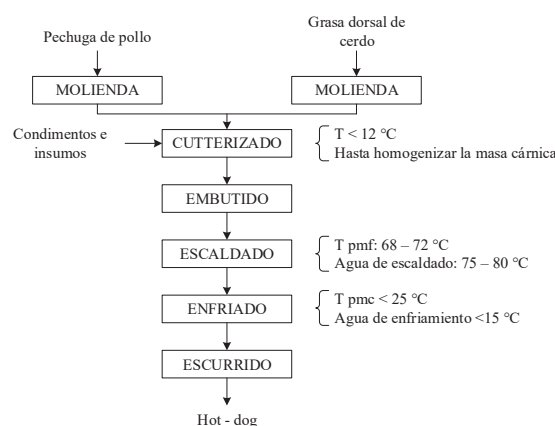 Pechuga de pollo
Grasa dorsal de
cerdo
MOLIENDA
MOLIENDA
Condimentos e
insumos
CUTTERIZADO
T < 12 °C
Hasta homogenizar la masa cárnica
EMBUTIDO
ESCALDADO
T pmf: 68 – 72 °C
Agua de escaldado: 75 – 80 °C
ENFRIADO
T pmc < 25 °C
Agua de enfriamiento <15 °C
ESCURRIDO
Hot - dog